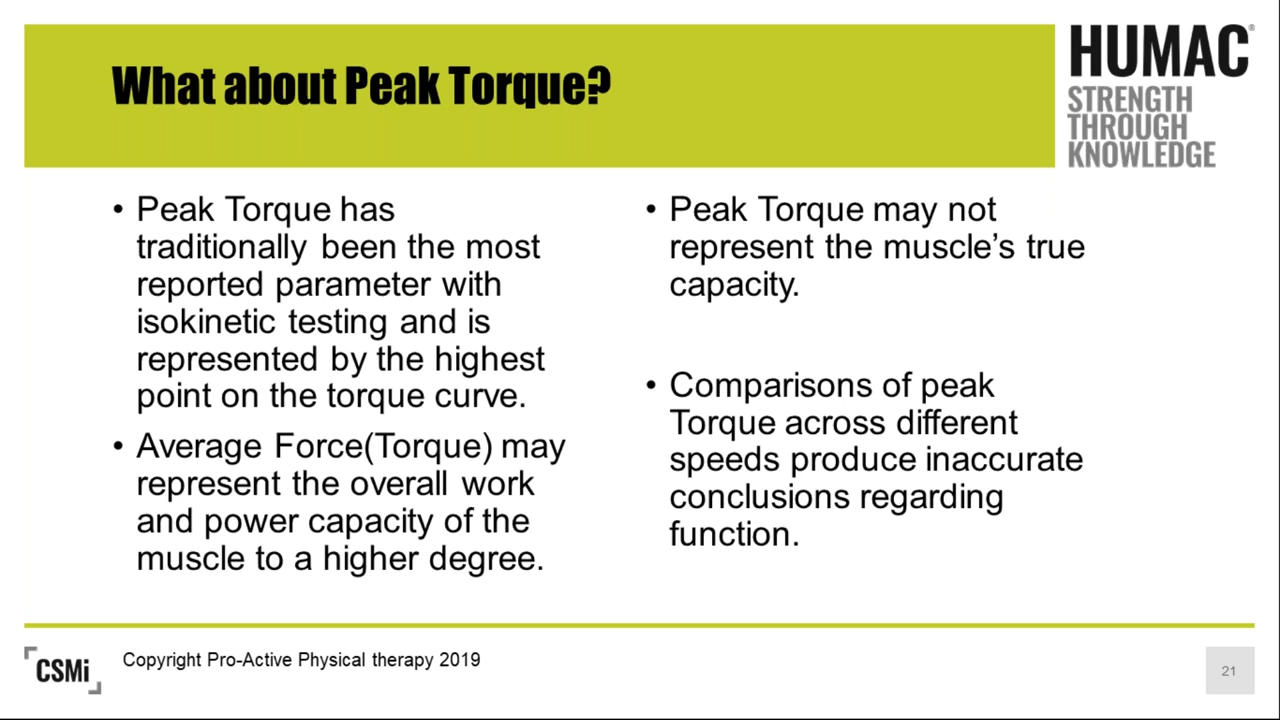 What about Peak Torque?
HUMAC®
STRENGTH
THROUGH
KNOWLEDGE
• Peak Torque has
traditionally been the most
reported parameter with
isokinetic testing and is
represented by the highest
point on the torque curve.
• Average Force(Torque) may
represent the overall work
and power capacity of the
muscle to a higher degree.
• Peak Torque may not
represent the muscle’s true
capacity.
• Comparisons of peak
Torque across different
speeds produce inaccurate
conclusions regarding
function.
CSMi
Copyright Pro-Active Physical therapy 2019
21